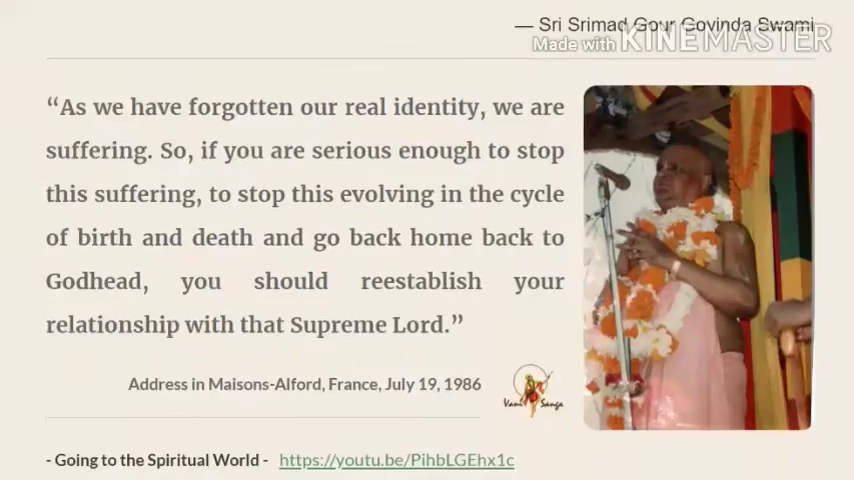 — Sri Srimad Gour Govinda Swami
Made with KINEMASTER
“As we have forgotten our real identity, we are
suffering. So, if you are serious enough to stop
this suffering, to stop this evolving in the cycle
of birth and death and go back home back to
Godhead, you should reestablish your
relationship with that Supreme Lord.”
Address in Maisons-Alford, France, July 19, 1986
Vani Sanga
- Going to the Spiritual World - https://youtu.be/PihbLGEhx1c